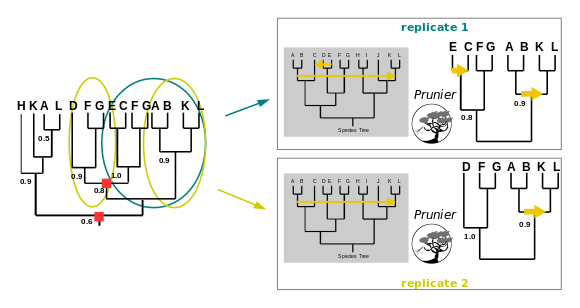 H K A L D F G E C F G A B K L
0.5
0.9
0.9
0.8
1.0
0.9
0.6
replicate 1
A B C D E F G H I J K L
Species Tree
Prunier
E C F G A B K L
0.9
0.8
A B C D E F G H I J K L
Species Tree
Prunier
D F G A B K L
0.9
1.0
replicate 2